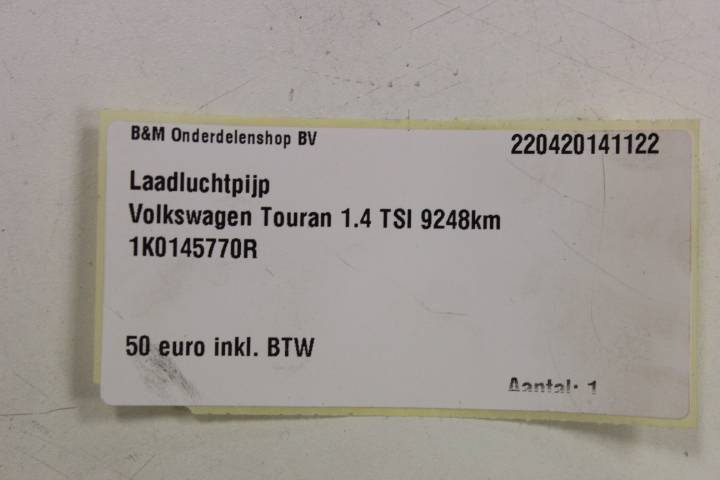 B&M Onderdelenshop BV
220420141122
Laadluchtpijp
Volkswagen Touran 1.4 TSI 9248km
1K0145770R
50 euro inkl. BTW
Aantal: 1